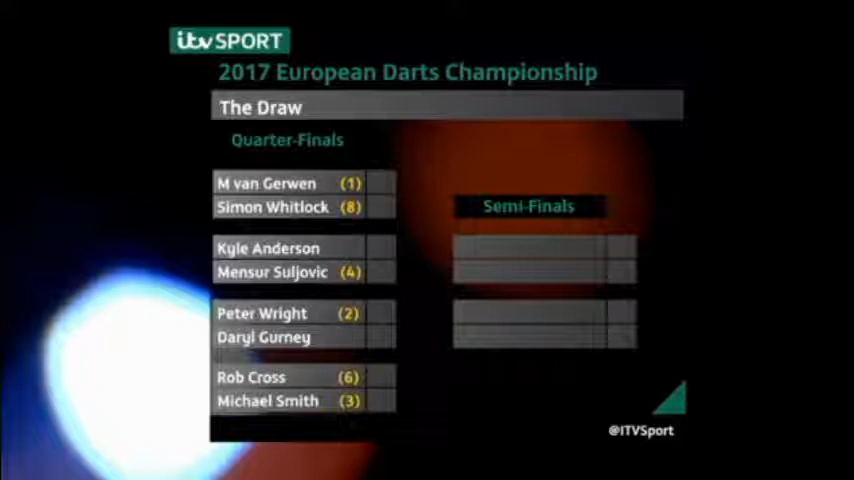 itv SPORT
2017 European Darts Championship
The Draw
Quarter-Finals
M van Gerwen (1)
Simon Whitlock (8)
Semi-Finals
Kyle Anderson
Mensur Suljovic (4)
Peter Wright (2)
Daryl Gurney
Rob Cross (6)
Michael Smith (3)
@ITVSport